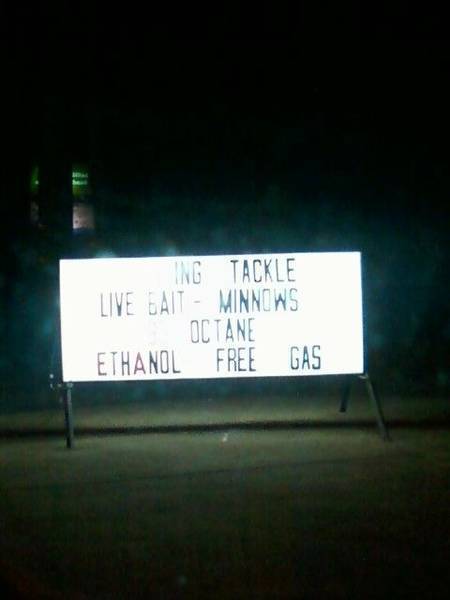 ING TACKLE
LIVE BAIT - MINNOWS
OCTANE
ETHANOL FREE GAS